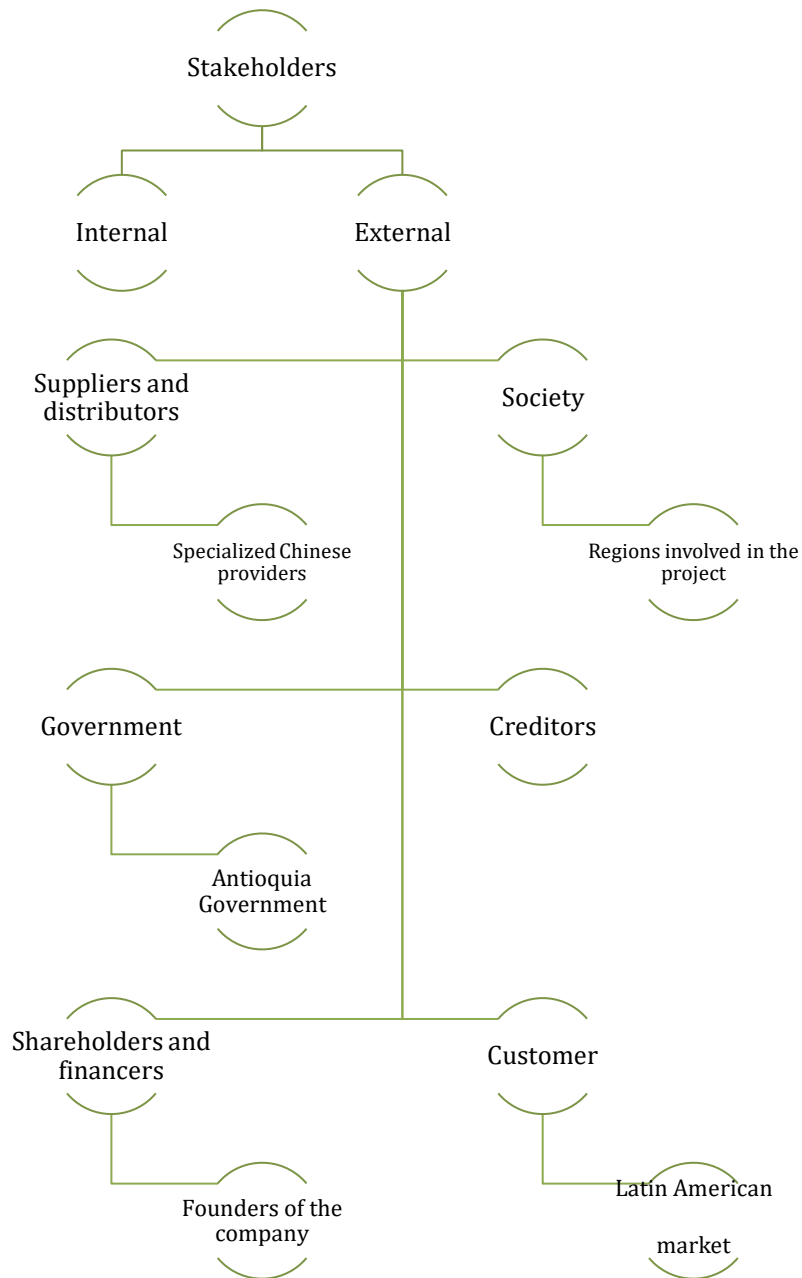 Stakeholders
Internal
External
Suppliers and
distributors
Society
Specialized Chinese
providers
Regions involved in the
project
Government
Creditors
Antioquia
Government
Shareholders and
financers
Customer
Founders of the
company
Latin American
market